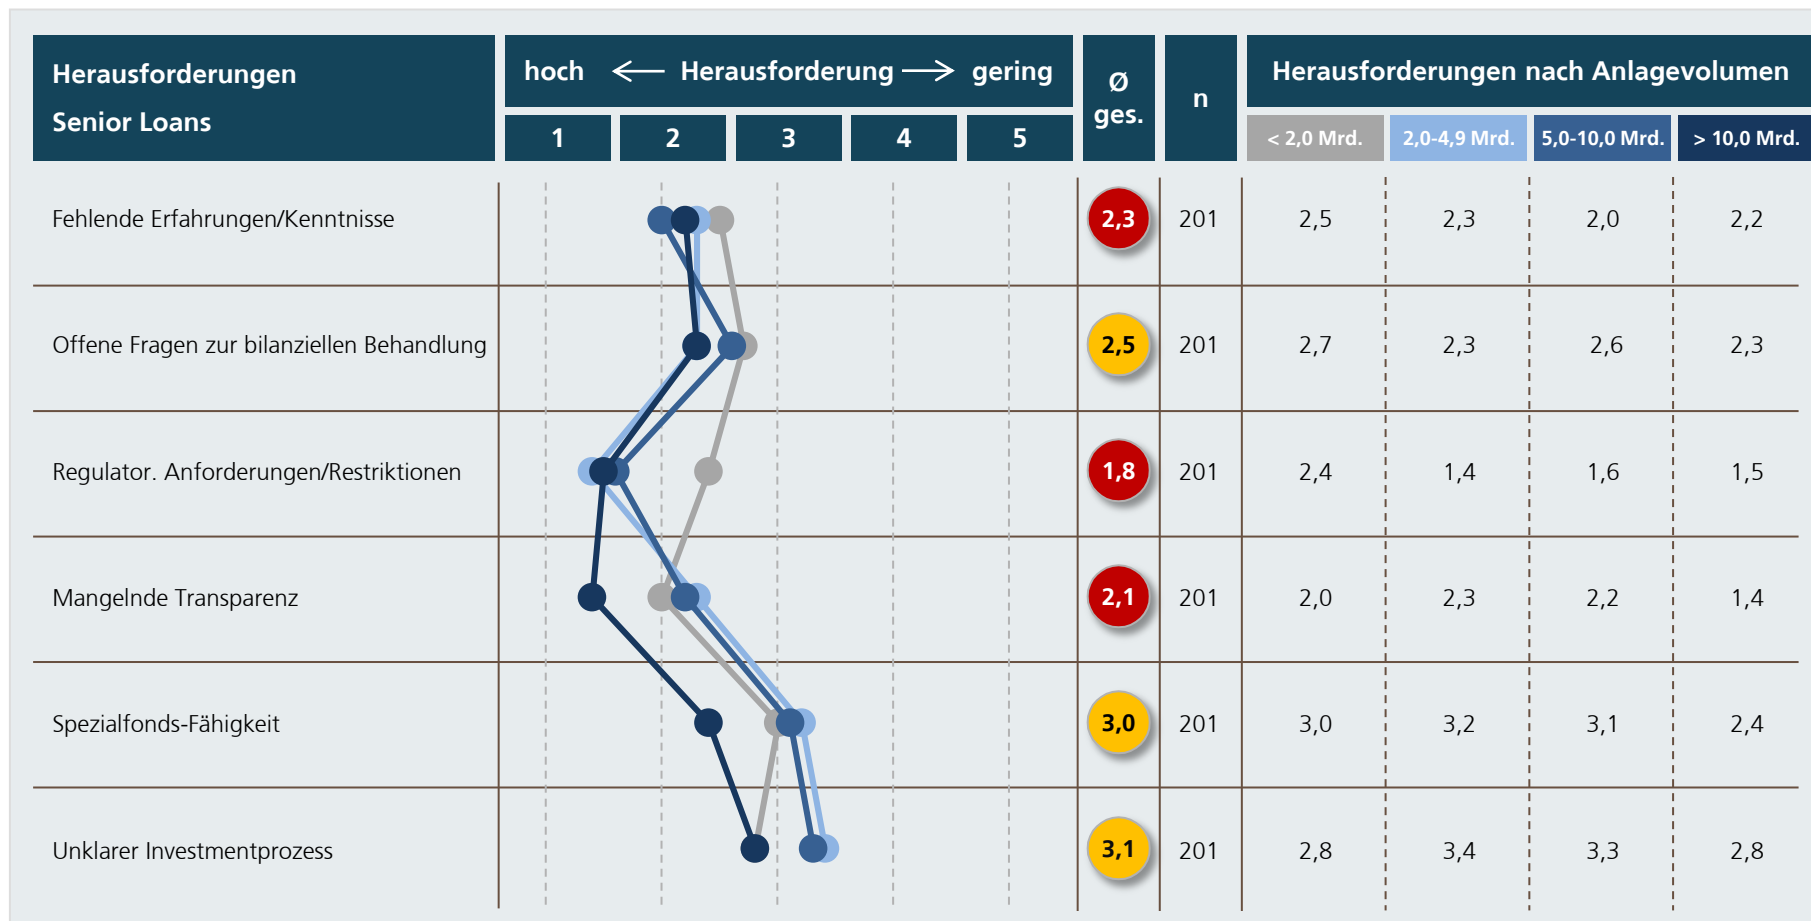 Herausforderungen
Senior Loans
hoch ← Herausforderung → gering
1 2 3 4 5
Ø
ges.
n
Herausforderungen nach Anlagevolumen
< 2,0 Mrd. 2,0-4,9 Mrd. 5,0-10,0 Mrd. > 10,0 Mrd.
Fehlende Erfahrungen/Kenntnisse 2,3 201 2,5 2,3 2,0 2,2
Offene Fragen zur bilanziellen Behandlung 2,5 201 2,7 2,3 2,6 2,3
Regulator. Anforderungen/Restriktionen 1,8 201 2,4 1,4 1,6 1,5
Mangelnde Transparenz 2,1 201 2,0 2,3 2,2 1,4
Spezialfonds-Fähigkeit 3,0 201 3,0 3,2 3,1 2,4
Unklarer Investmentprozess 3,1 201 2,8 3,4 3,3 2,8